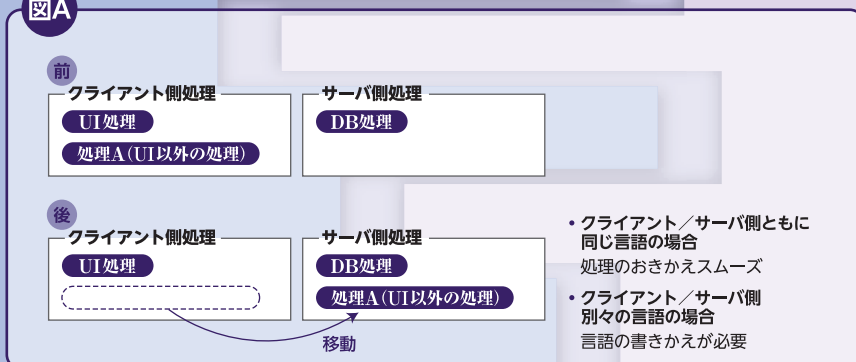 図A
前
クライアント側処理
UI処理
処理A(UI以外の処理)
サーバ側処理
DB処理
後
クライアント側処理
UI処理
サーバ側処理
DB処理
処理A(UI以外の処理)
移動
• クライアント／サーバ側ともに
同じ言語の場合
処理のおきかえスムーズ
• クライアント／サーバ側
別々の言語の場合
言語の書きかえが必要